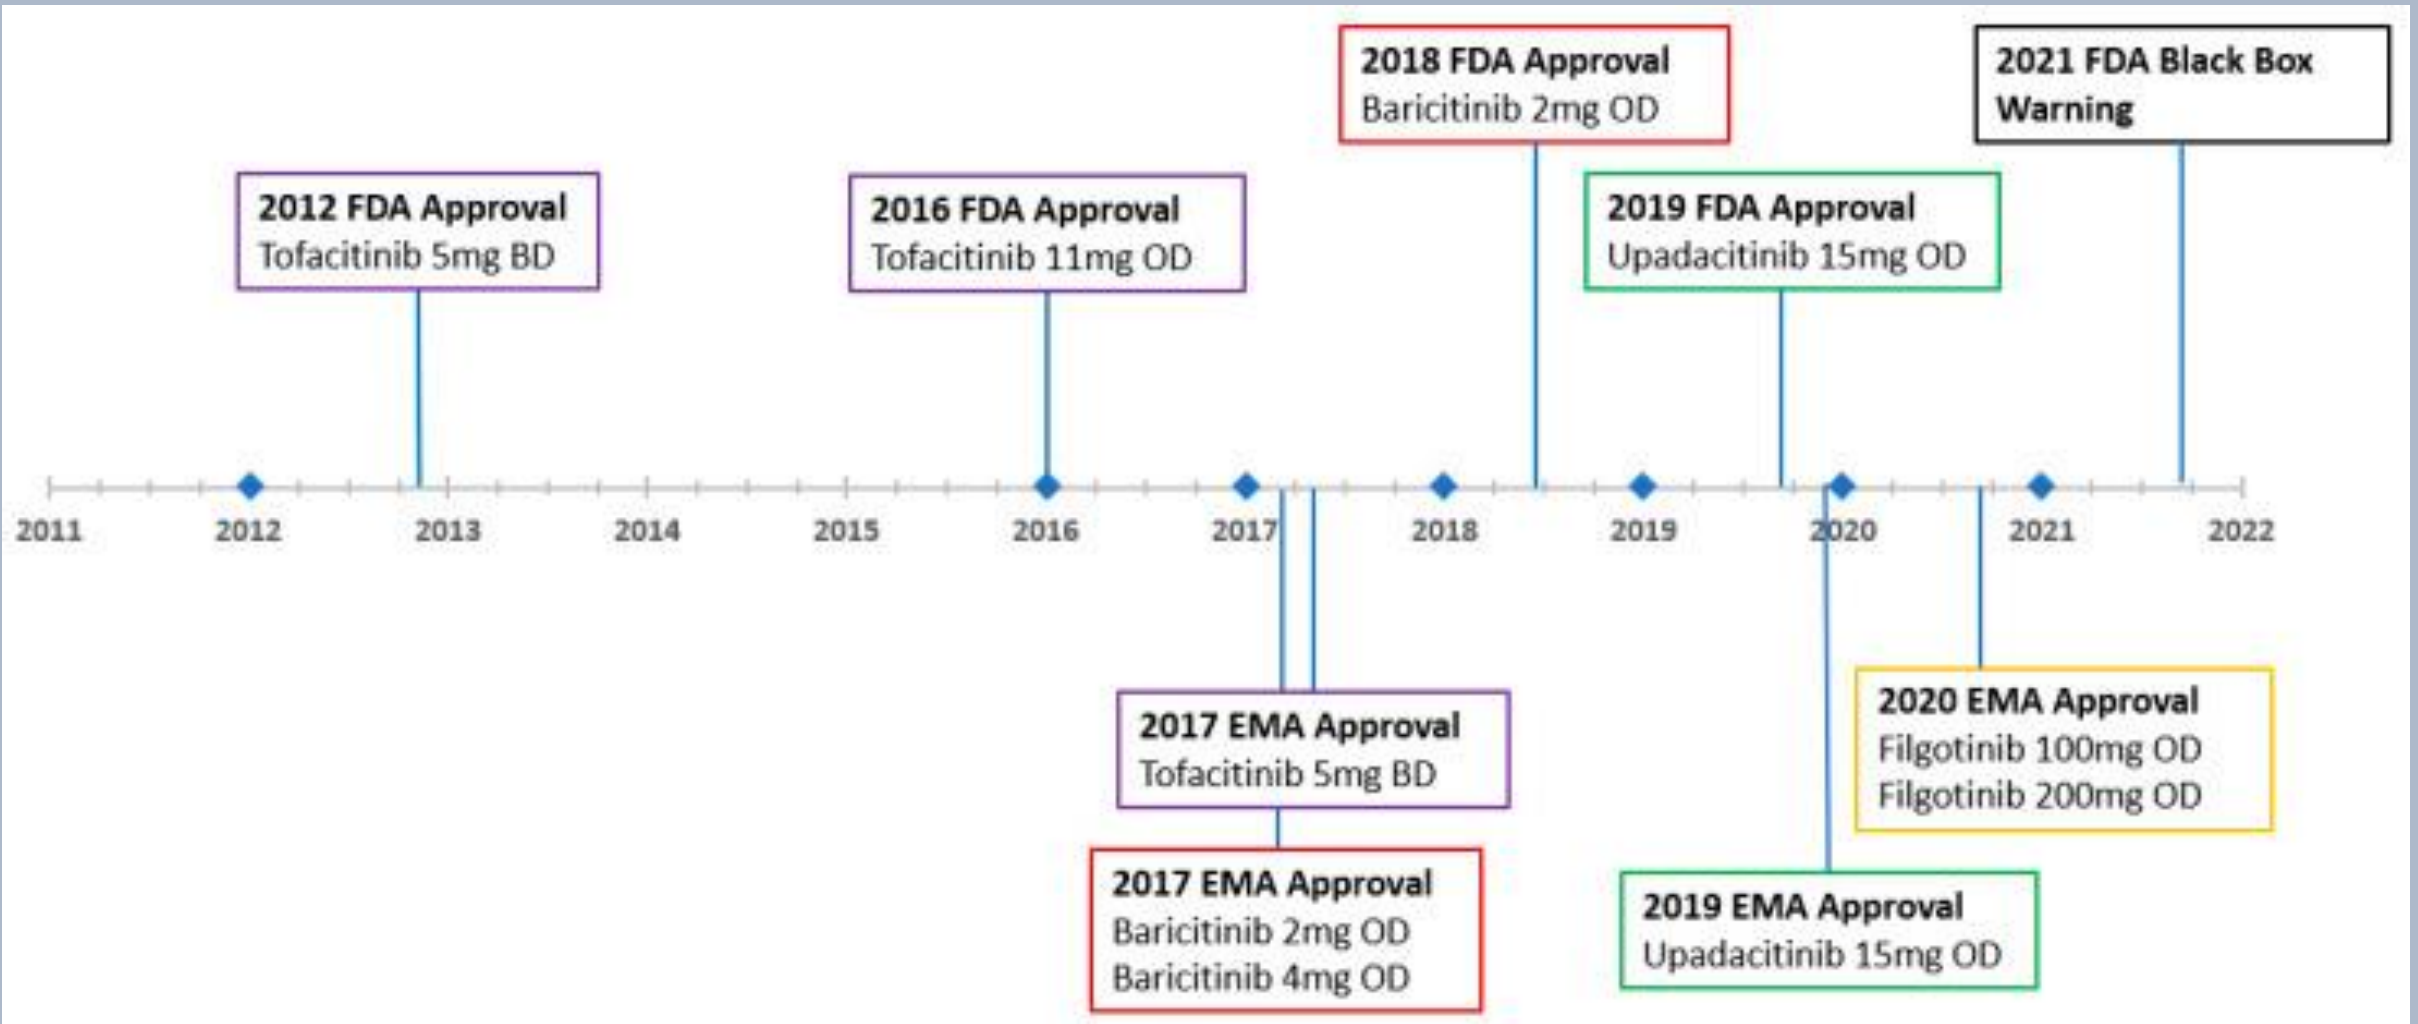 2018 FDA Approval
Baricitinib 2mg OD
2021 FDA Black Box
Warning
2012 FDA Approval
Tofacitinib 5mg BD
2016 FDA Approval
Tofacitinib 11mg OD
2019 FDA Approval
Upadacitinib 15mg OD
2011 2012 2013 2014 2015 2016 2017 2018 2019 2020 2021 2022
2017 EMA Approval
Tofacitinib 5mg BD
2020 EMA Approval
Filgotinib 100mg OD
Filgotinib 200mg OD
2017 EMA Approval
Baricitinib 2mg OD
Baricitinib 4mg OD
2019 EMA Approval
Upadacitinib 15mg OD